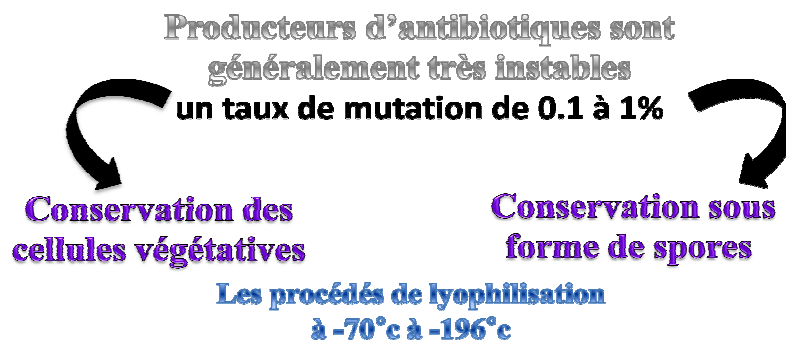 Producteurs d'antibiotiques sont
généralement très instables
un taux de mutation de 0.1 à 1%
Conservation des
cellules végétatives
Conservation sous
forme de spores
Les procédés de lyophilisation
à -70°c à -196°c